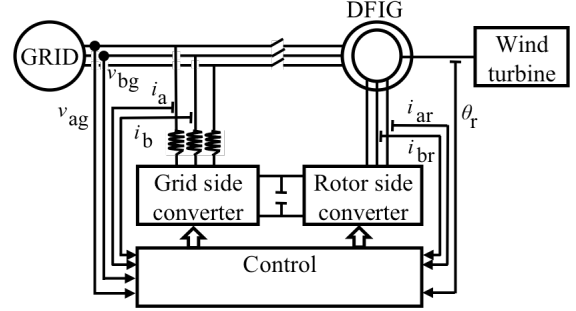 DFIG
GRID
Wind
turbine
v_bg
v_ag
i_a
i_b
i_ar
i_br
θ_r
Grid side
converter
Rotor side
converter
Control